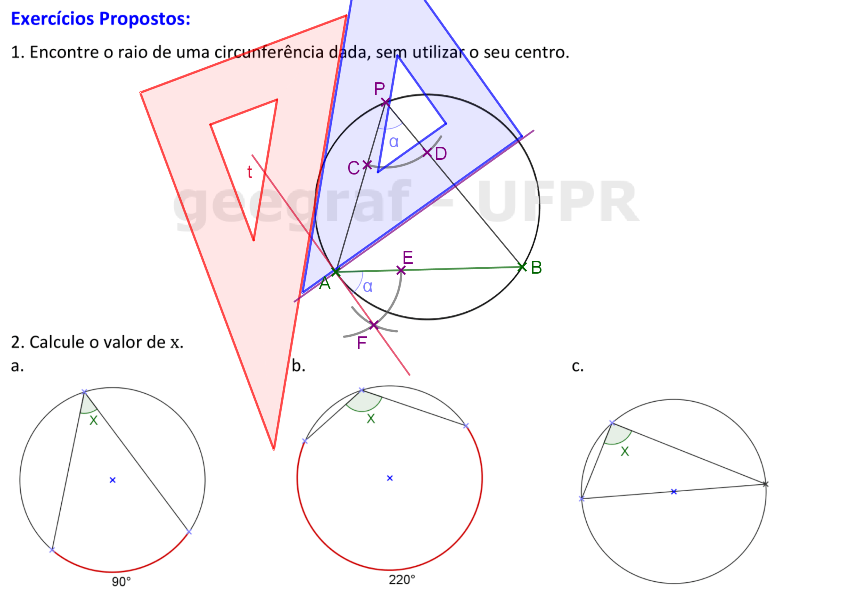 Exercícios Propostos:
1. Encontre o raio de uma circunferência dada, sem utilizar o seu centro.
P
α
C
D
t
geegraf - UFPR
E
B
A
α
F
2. Calcule o valor de x.
a.
b.
c.
X
X
X
90°
220°